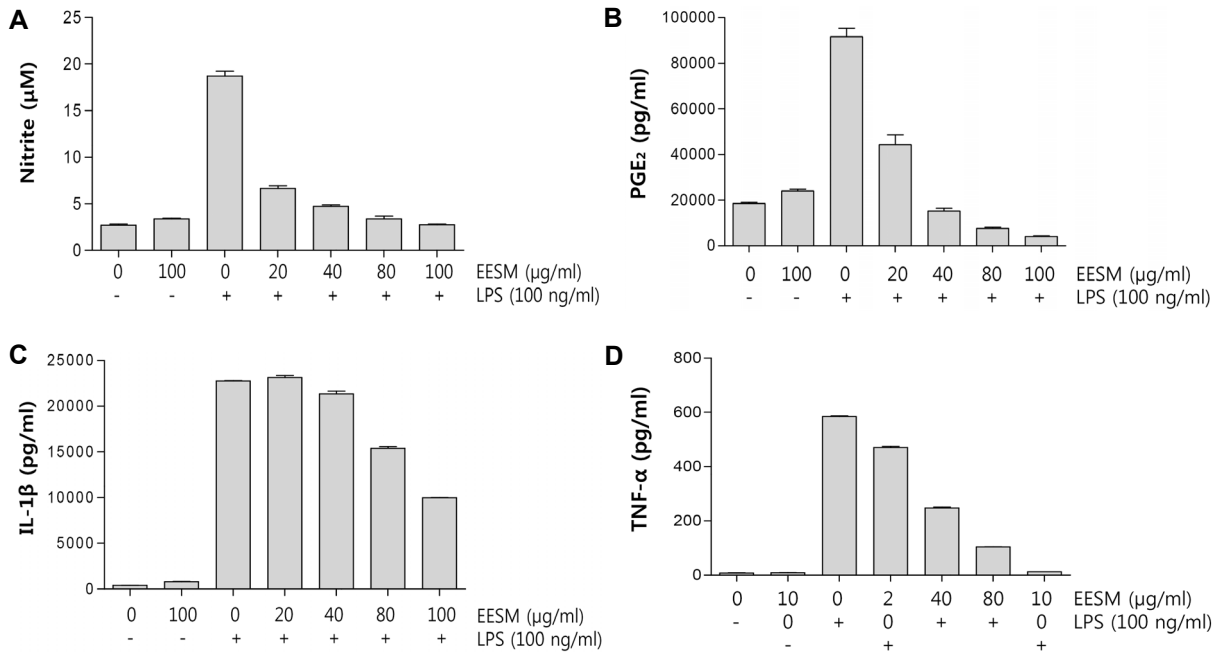 A
Nitrite (μM)
25
20
15
10
5
0
0 100 0 20 40 80 100 EESM (μg/ml)
- - + + + + + LPS (100 ng/ml)
B
PGE₂ (pg/ml)
100000
80000
60000
40000
20000
0
0 100 0 20 40 80 100 EESM (μg/ml)
- - + + + + + LPS (100 ng/ml)
C
IL-1β (pg/ml)
25000
20000
15000
10000
5000
0
0 100 0 20 40 80 100 EESM (μg/ml)
- - + + + + + LPS (100 ng/ml)
D
TNF-α (pg/ml)
800
600
400
200
0
0 10 0 2 40 80 10 EESM (μg/ml)
- 0 + 0 + + 0 LPS (100 ng/ml)
- + +